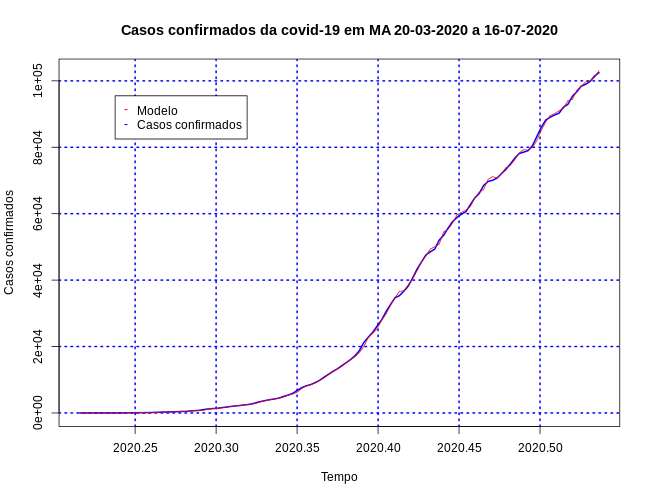 Casos confirmados da covid-19 em MA 20-03-2020 a 16-07-2020
Casos confirmados
1e+05
8e+04
6e+04
4e+04
2e+04
0e+00
Modelo
Casos confirmados
2020.25 2020.30 2020.35 2020.40 2020.45 2020.50
Tempo